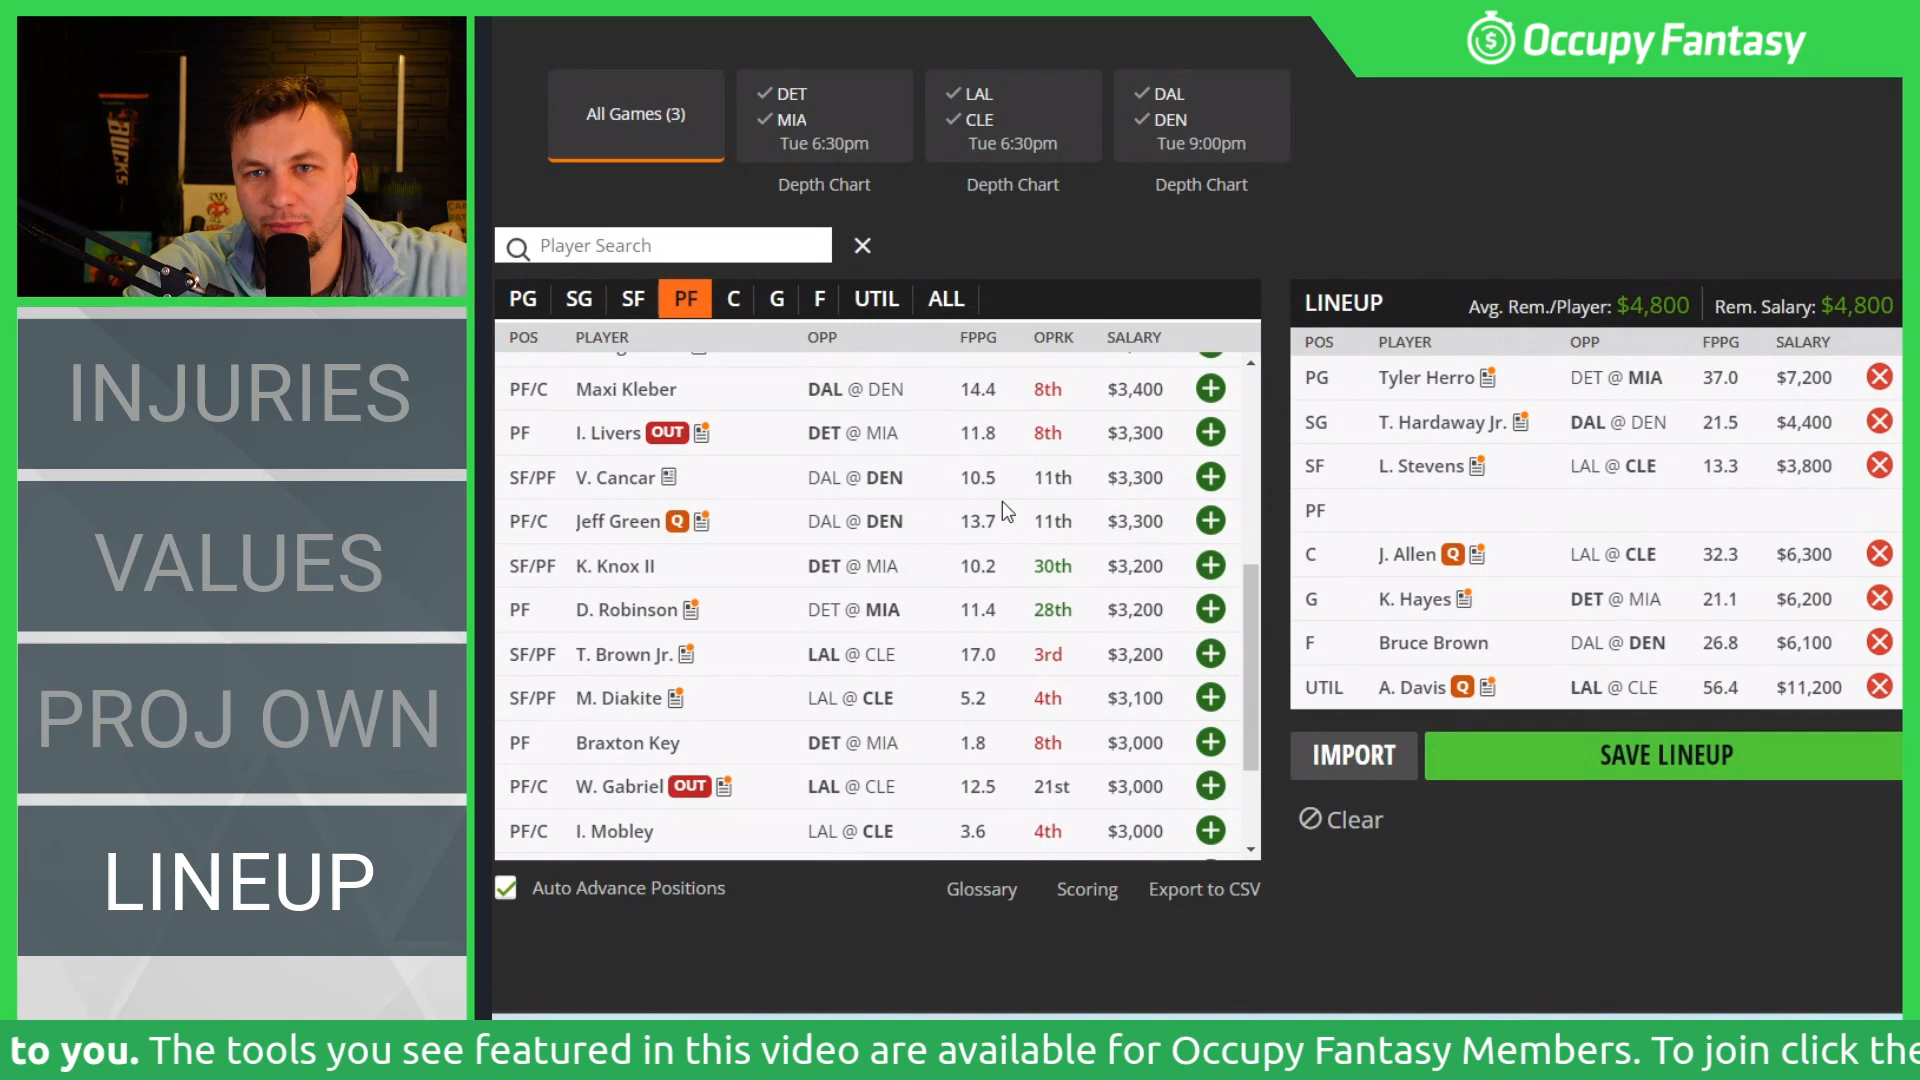 BUCKS
Occupy Fantasy
All Games (3)
DET
MIA
Tue 6:30pm
Depth Chart
LAL
CLE
Tue 6:30pm
Depth Chart
DAL
DEN
Tue 9:00pm
Depth Chart
Player Search
INJURIES
VALUES
PROJ OWN
LINEUP
PG SG SF PF C G F UTIL ALL
POS PLAYER OPP FPPG OPRK SALARY
PF/C Maxi Kleber DAL @ DEN 14.4 8th $3,400
PF I. Livers OUT DET @ MIA 11.8 8th $3,300
SF/PF V. Cancar DAL @ DEN 10.5 11th $3,300
PF/C Jeff Green Q DAL @ DEN 13.7 11th $3,300
SF/PF K. Knox II DET @ MIA 10.2 30th $3,200
PF D. Robinson DET @ MIA 11.4 28th $3,200
SF/PF T. Brown Jr. LAL @ CLE 17.0 3rd $3,200
SF/PF M. Diakite LAL @ CLE 5.2 4th $3,100
PF Braxton Key DET @ MIA 1.8 8th $3,000
PF/C W. Gabriel OUT LAL @ CLE 12.5 21st $3,000
PF/C I. Mobley LAL @ CLE 3.6 4th $3,000
Auto Advance Positions
Glossary Scoring Export to CSV
LINEUP Avg. Rem./Player: $4,800 Rem. Salary: $4,800
POS PLAYER OPP FPPG SALARY
PG Tyler Herro DET @ MIA 37.0 $7,200
SG T. Hardaway Jr. DAL @ DEN 21.5 $4,400
SF L. Stevens LAL @ CLE 13.3 $3,800
PF
C J. Allen Q LAL @ CLE 32.3 $6,300
G K. Hayes DET @ MIA 21.1 $6,200
F Bruce Brown DAL @ DEN 26.8 $6,100
UTIL A. Davis Q LAL @ CLE 56.4 $11,200
IMPORT
SAVE LINEUP
Clear
to you. The tools you see featured in this video are available for Occupy Fantasy Members. To join click the